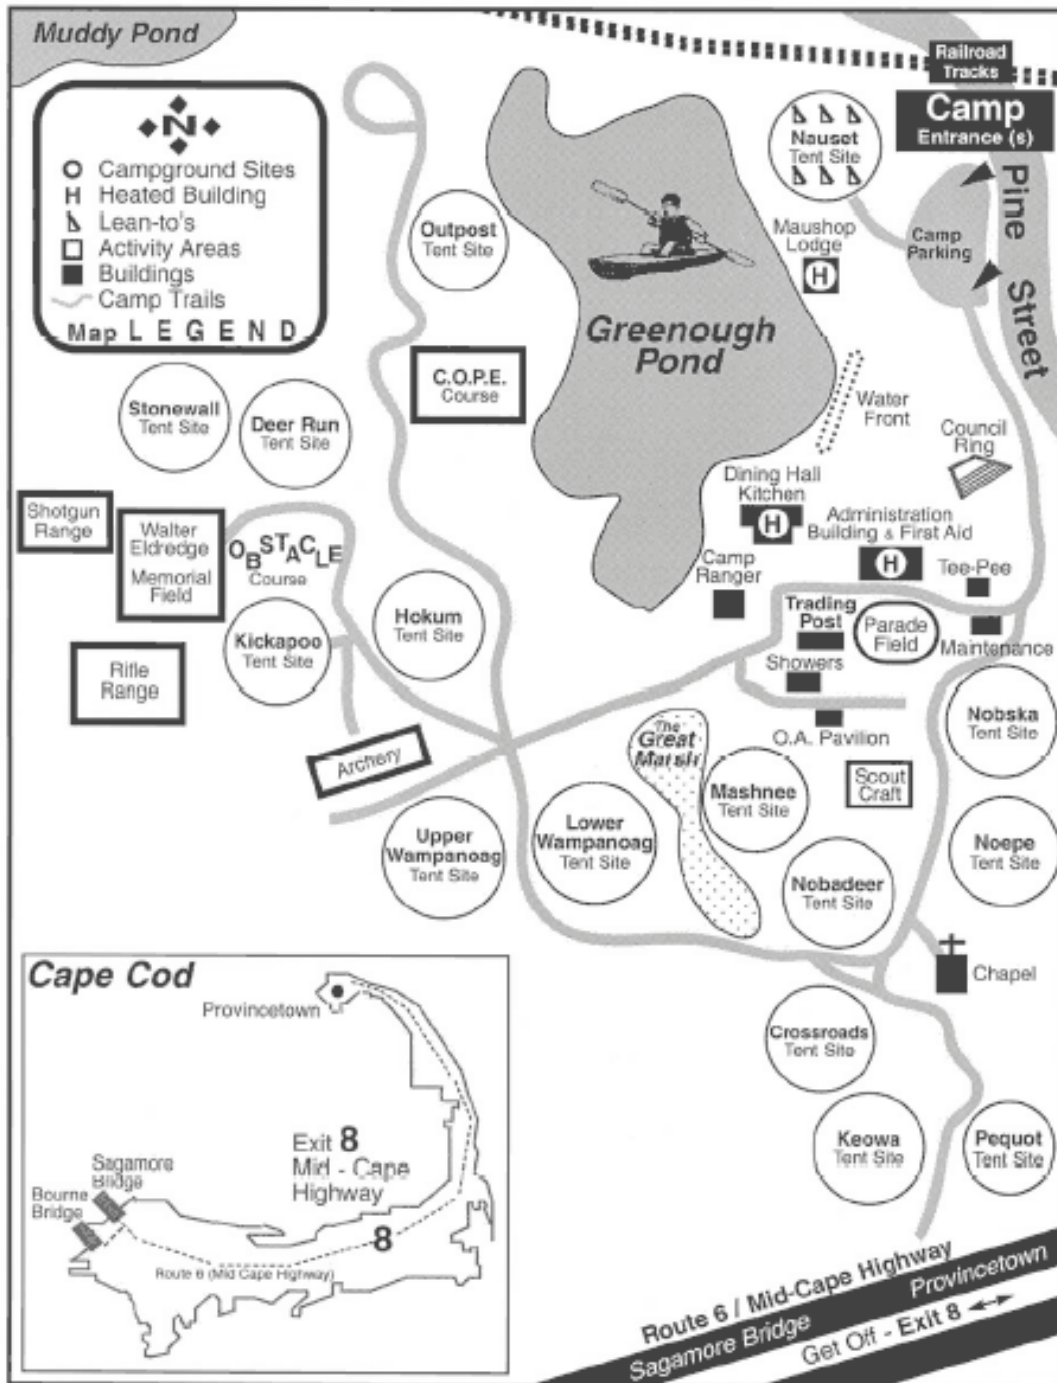 Muddy Pond
Railroad
Tracks
Camp
Entrance (s)
N
Campground Sites
H Heated Building
Lean-to's
Activity Areas
Buildings
Camp Trails
Map LEGEND
Nauset
Tent Site
Pine Street
Camp
Parking
Maushop
Lodge
H
Outpost
Tent Site
Greenough
Pond
C.O.P.E.
Course
Stonewall
Tent Site
Deer Run
Tent Site
Water
Front
Council
Ring
Shotgun
Range
Walter
Eldredge
Memorial
Field
OBSTACLE
Course
Dining Hall
Kitchen
H
Administration
Building & First Aid
H
Camp
Ranger
Tee-Pee
Trading
Post
Parade
Field
Maintenance
Hokum
Tent Site
Kickapoo
Tent Site
Rifle
Range
Showers
O.A. Pavilion
Nobska
Tent Site
Archery
The
Great
Marsh
Mashnee
Tent Site
Scout
Craft
Upper
Wampanoag
Tent Site
Lower
Wampanoag
Tent Site
Noepe
Tent Site
Nobadeer
Tent Site
Chapel
Crossroads
Tent Site
Keowa
Tent Site
Pequot
Tent Site
Cape Cod
Provincetown
Exit 8
Mid - Cape
Highway
Sagamore
Bridge
Bourne
Bridge
8
Route 6 (Mid Cape Highway)
Route 6 / Mid-Cape Highway
Sagamore Bridge Provincetown
Get Off - Exit 8